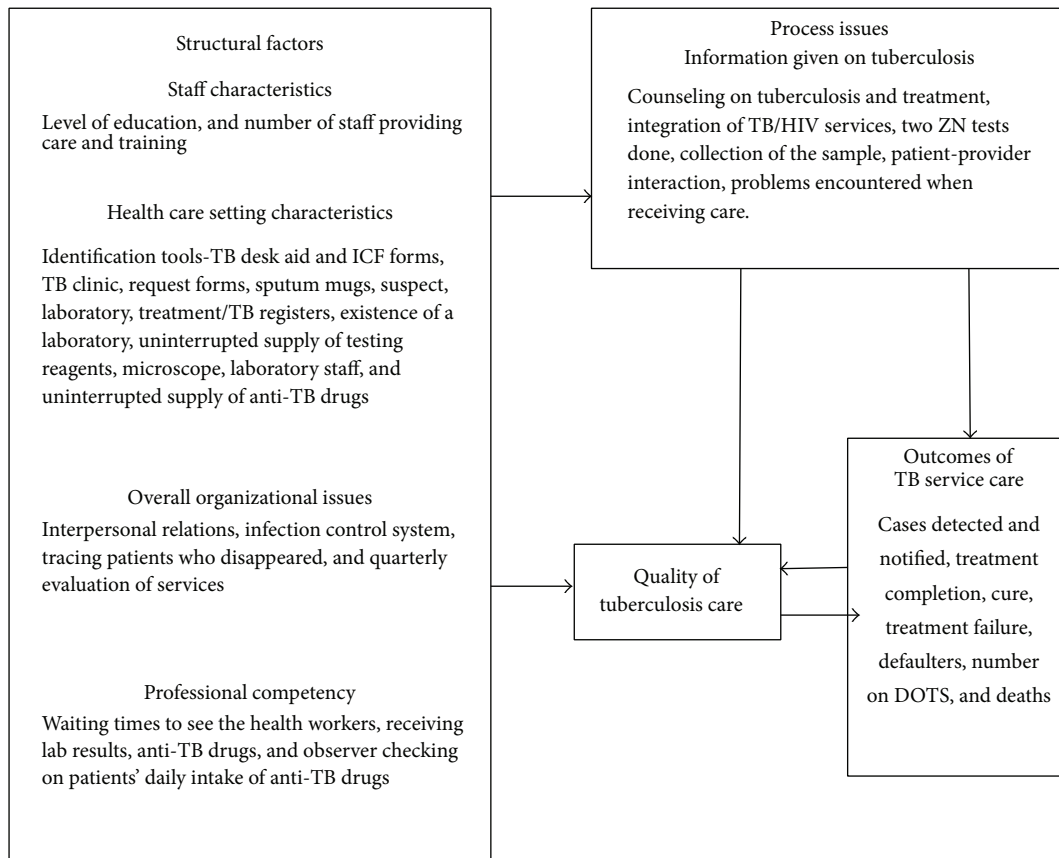 Structural factors
Staff characteristics
Level of education, and number of staff providing
care and training
Health care setting characteristics
Identification tools-TB desk aid and ICF forms,
TB clinic, request forms, sputum mugs, suspect,
laboratory, treatment/TB registers, existence of a
laboratory, uninterrupted supply of testing
reagents, microscope, laboratory staff, and
uninterrupted supply of anti-TB drugs
Overall organizational issues
Interpersonal relations, infection control system,
tracing patients who disappeared, and quarterly
evaluation of services
Professional competency
Waiting times to see the health workers, receiving
lab results, anti-TB drugs, and observer checking
on patients’ daily intake of anti-TB drugs
Process issues
Information given on tuberculosis
Counseling on tuberculosis and treatment,
integration of TB/HIV services, two ZN tests
done, collection of the sample, patient-provider
interaction, problems encountered when
receiving care.
Quality of
tuberculosis care
Outcomes of
TB service care
Cases detected and
notified, treatment
completion, cure,
treatment failure,
defaulters, number
on DOTS, and deaths